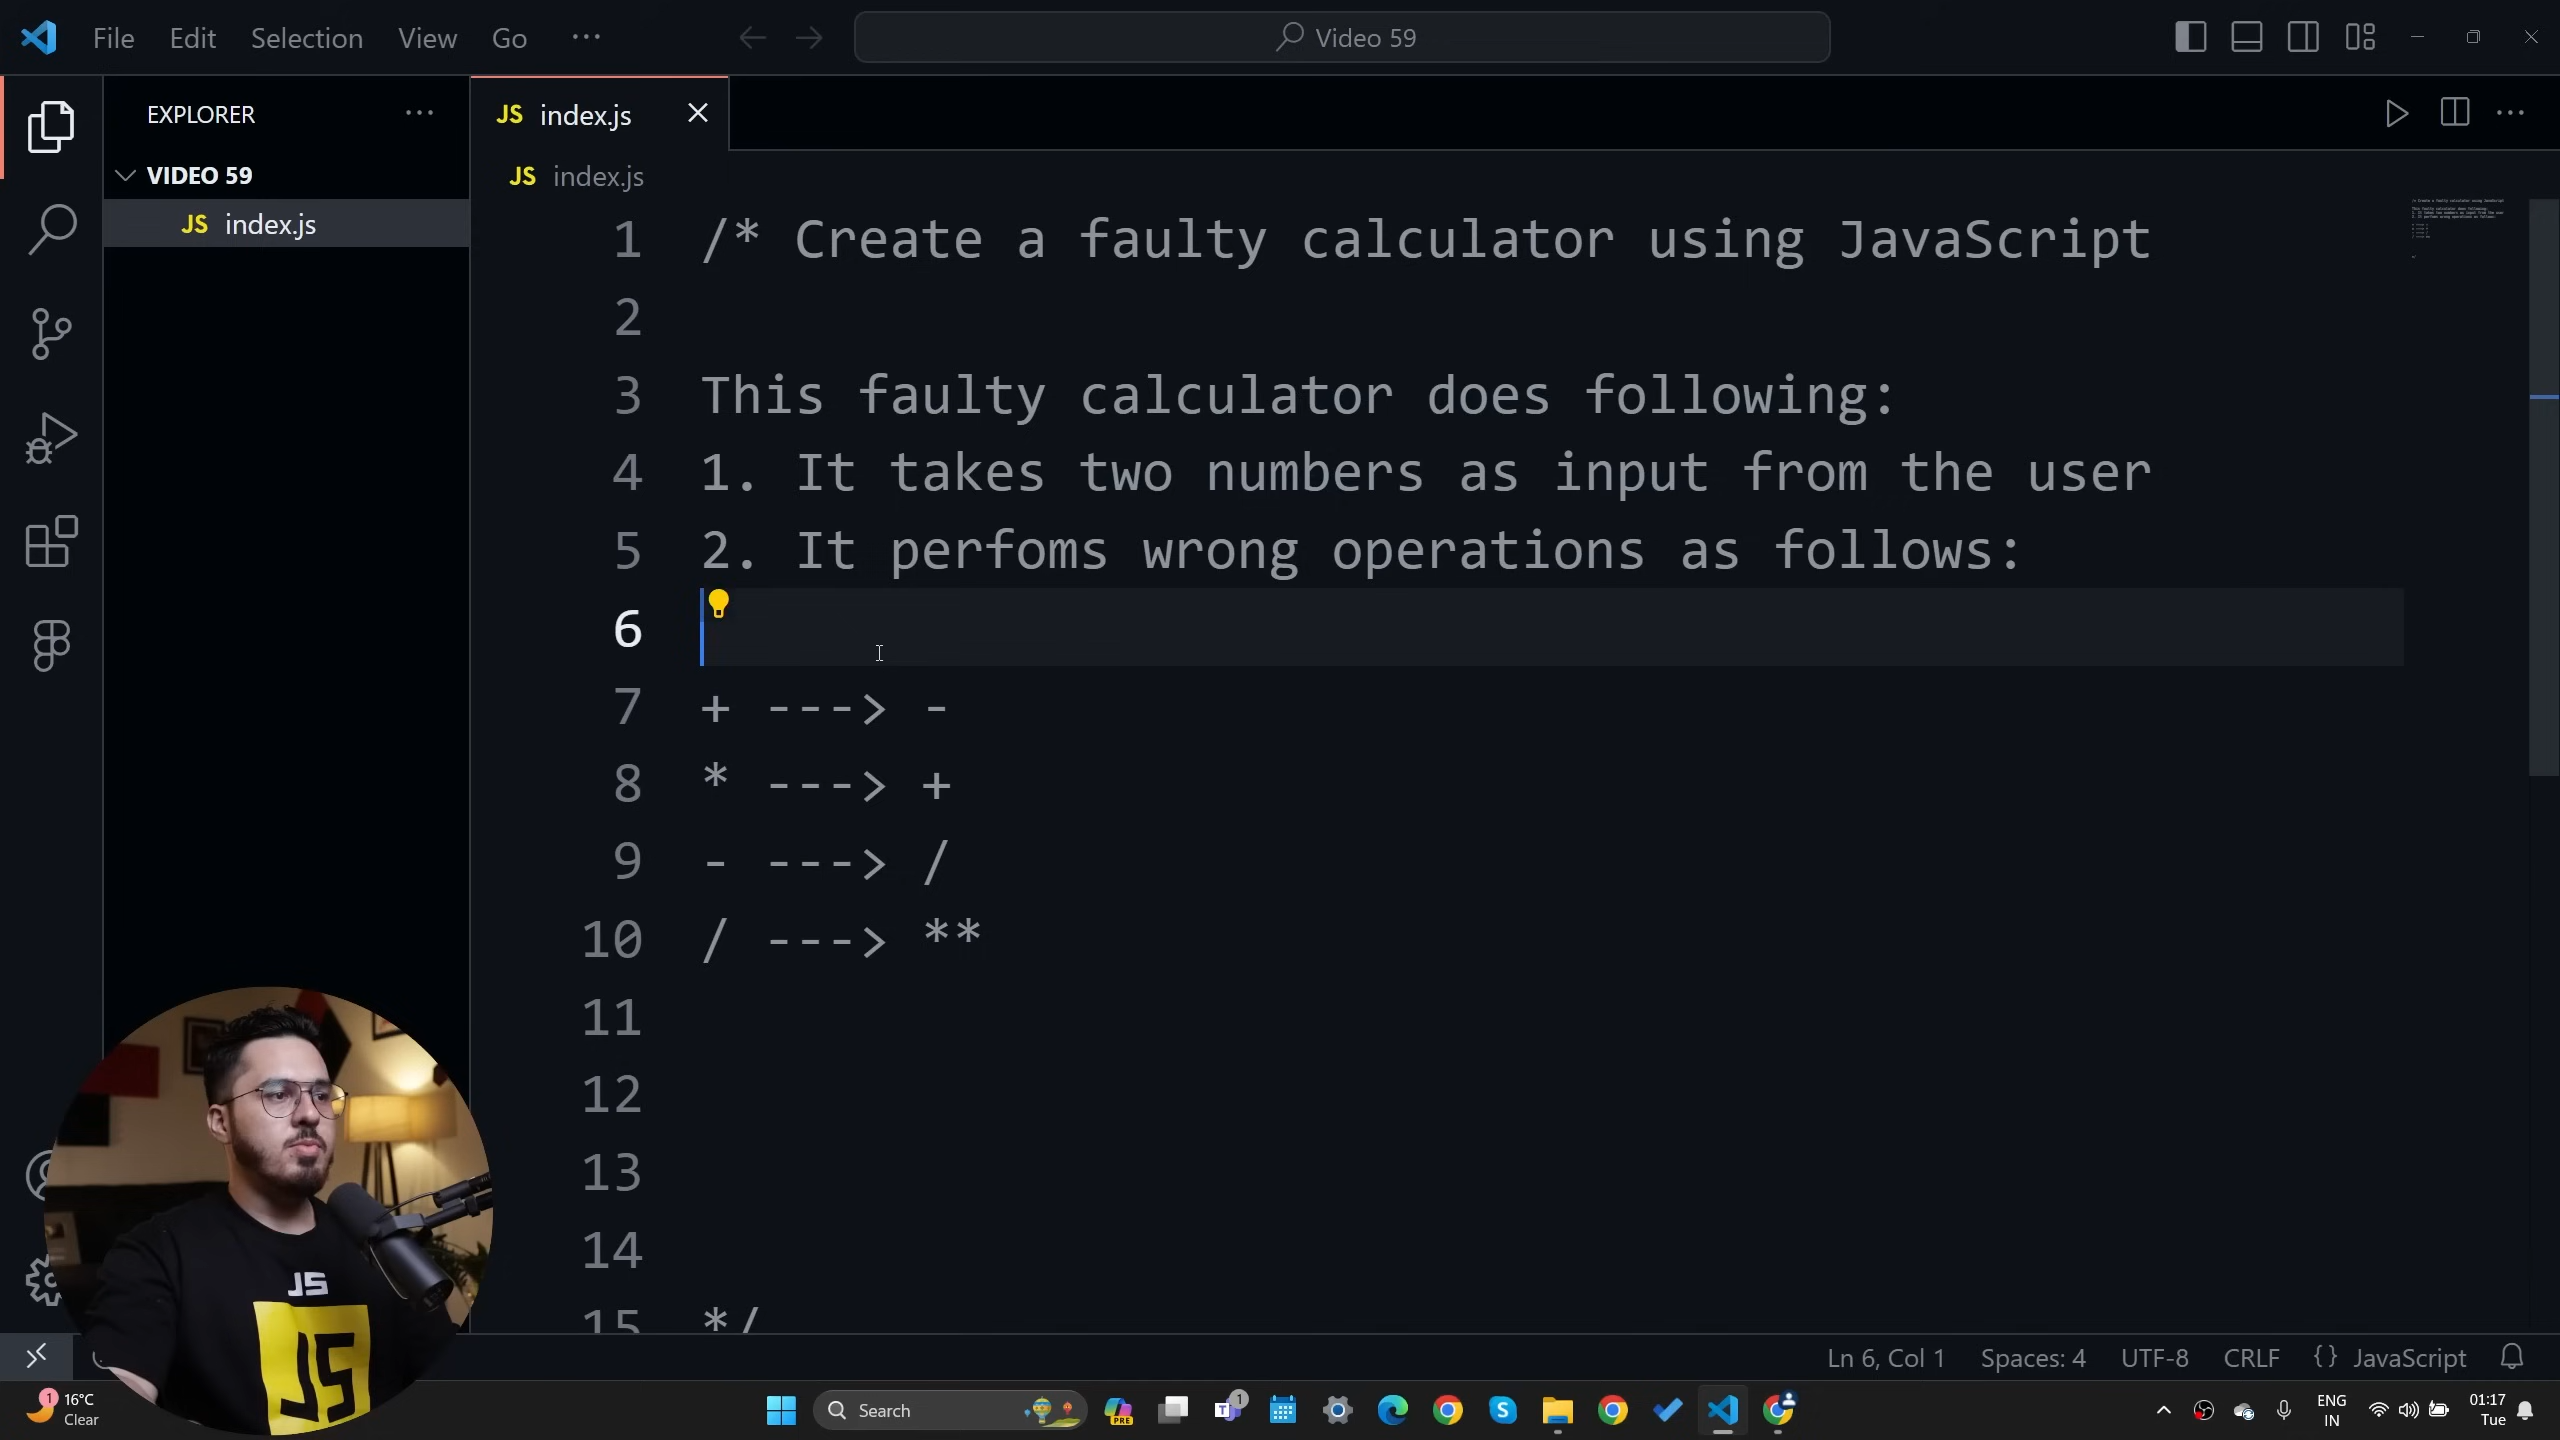 File Edit Selection View Go ··· Video 59
EXPLORER ···
VIDEO 59
JS index.js
JS index.js
JS index.js
1 /* Create a faulty calculator using JavaScript
2
3 This faulty calculator does following:
4 1. It takes two numbers as input from the user
5 2. It perfoms wrong operations as follows:
6
7 + ---> -
8 * ---> +
9 - ---> /
10 / ---> **
11
12
13
14
15 */
JS
JS
Ln 6, Col 1 Spaces: 4 UTF-8 CRLF {} JavaScript
1 16°C
Clear
Search
PRE
1
ENG
IN
01:17
Tue